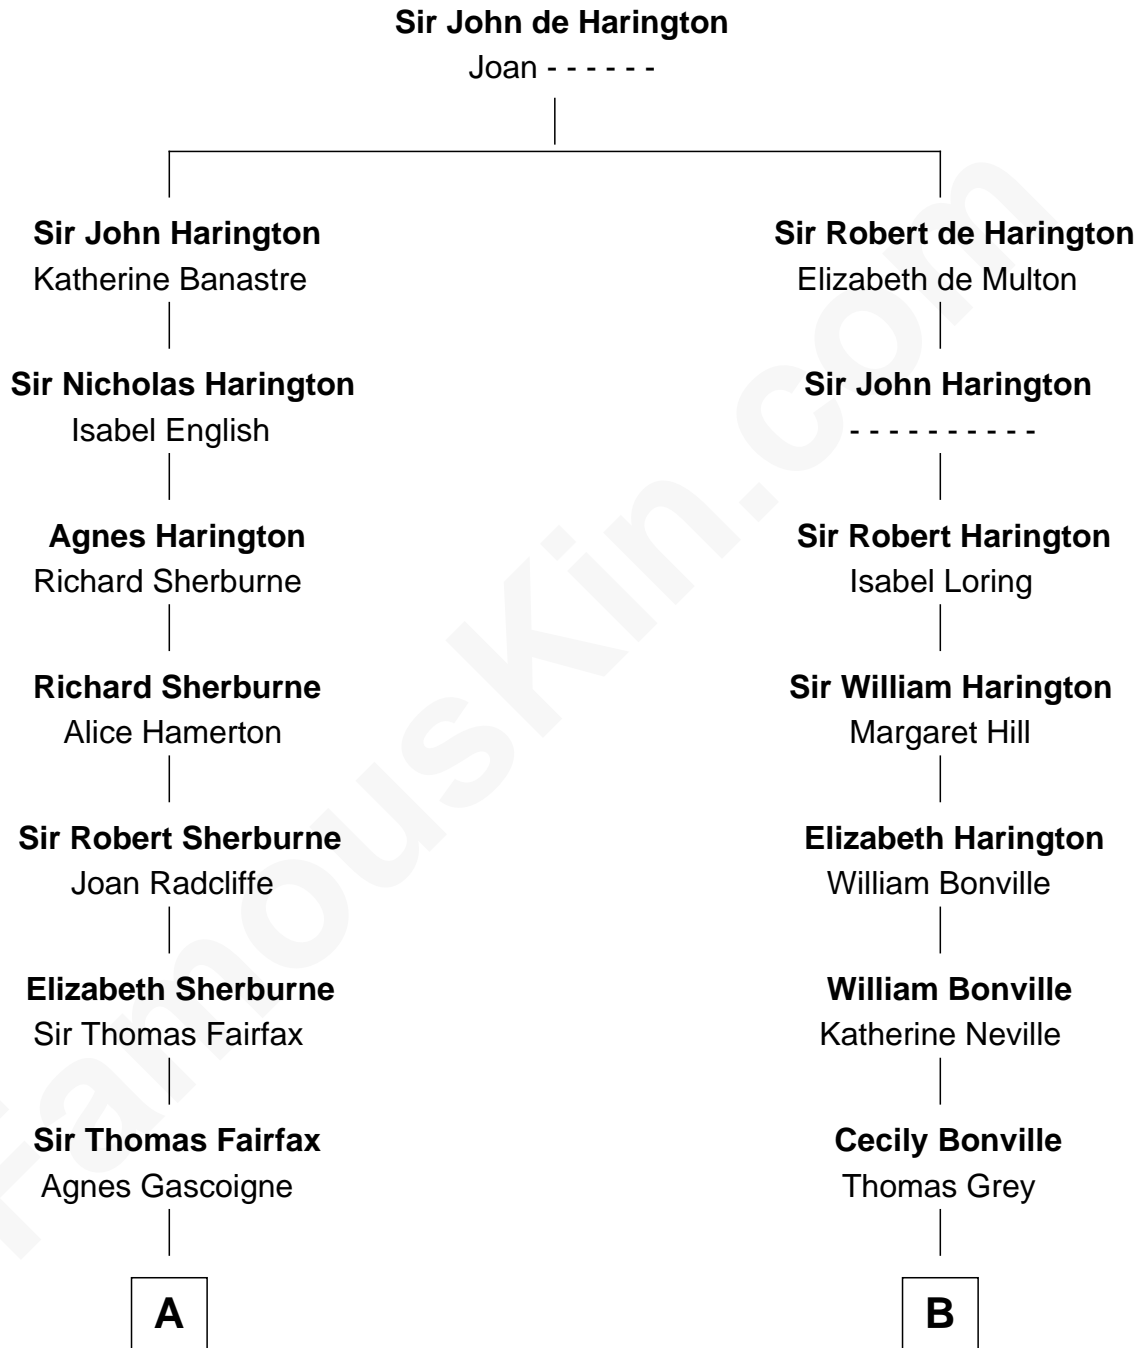 Sir John de Harington
Joan - - - - - -
Sir John Harington
Katherine Banastre
Sir Robert de Harington
Elizabeth de Multon
Sir Nicholas Harington
Isabel English
Sir John Harington
- - - - - - - - - -
Agnes Harington
Richard Sherburne
Sir Robert Harington
Isabel Loring
Richard Sherburne
Alice Hamerton
Sir William Harington
Margaret Hill
Sir Robert Sherburne
Joan Radcliffe
Elizabeth Harington
William Bonville
Elizabeth Sherburne
Sir Thomas Fairfax
William Bonville
Katherine Neville
Sir Thomas Fairfax
Agnes Gascoigne
Cecily Bonville
Thomas Grey
A
B
FamousKin.com